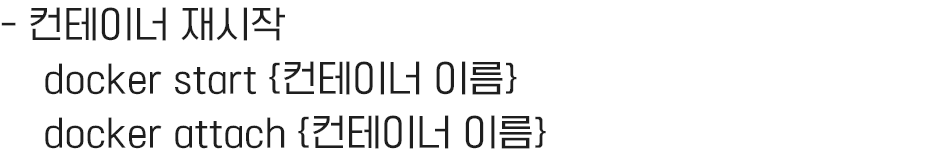 - 컨테이너 재시작
docker start {컨테이너 이름}
docker attach {컨테이너 이름}